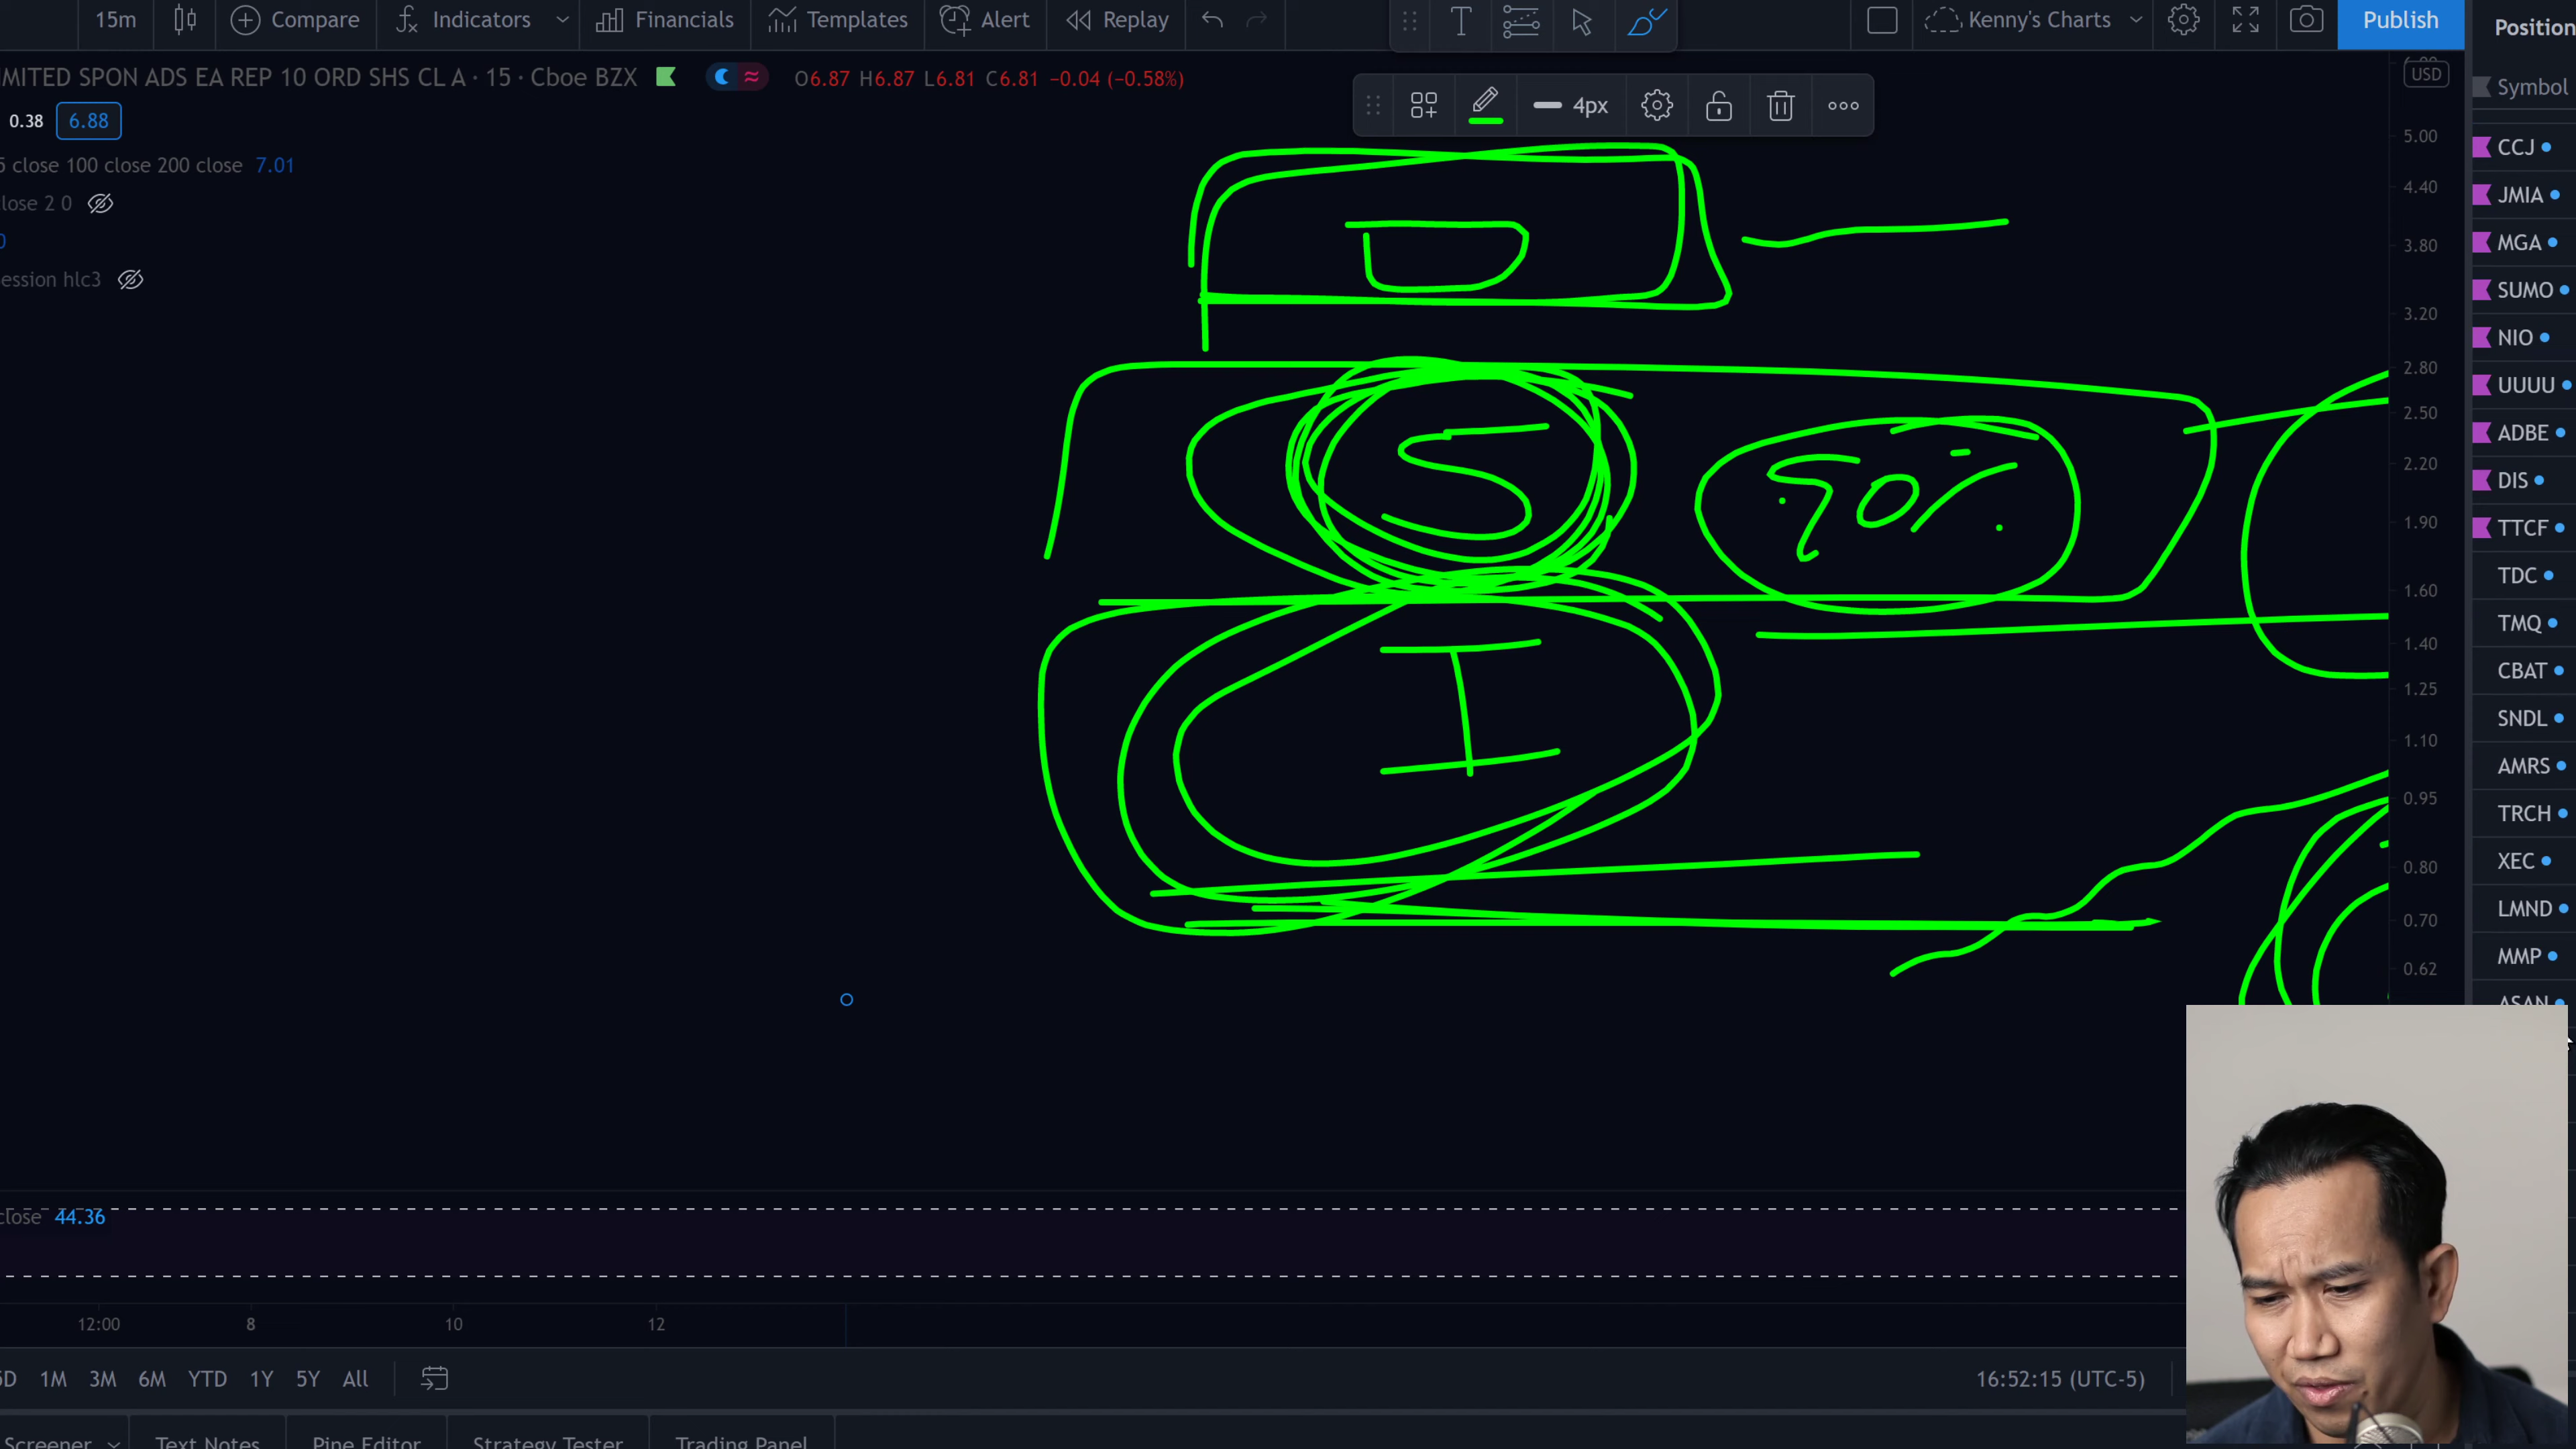 15m Compare Indicators Financials Templates Alert Replay T Kenny's Charts Publish Position
IMITED SPON ADS EA REP 10 ORD SHS CL A · 15 · Cboe BZX O6.87 H6.87 L6.81 C6.81 −0.04 (−0.58%)
USD
Symbol
0.38 6.88
4px
5 close 100 close 200 close 7.01
lose 2 0
0
ession hlc3
D
S 90%
I
5.00
4.40
3.80
3.20
2.80
2.50
2.20
1.90
1.60
1.40
1.25
1.10
0.95
0.80
0.70
0.62
CCJ
JMIA
MGA
SUMO
NIO
UUUU
ADBE
DIS
TTCF
TDC
TMQ
CBAT
SNDL
AMRS
TRCH
XEC
LMND
MMP
ASAN
close 44.36
12:00 8 10 12
5D 1M 3M 6M YTD 1Y 5Y All 16:52:15 (UTC-5)
Screener Text Notes Pine Editor Strategy Tester Trading Panel